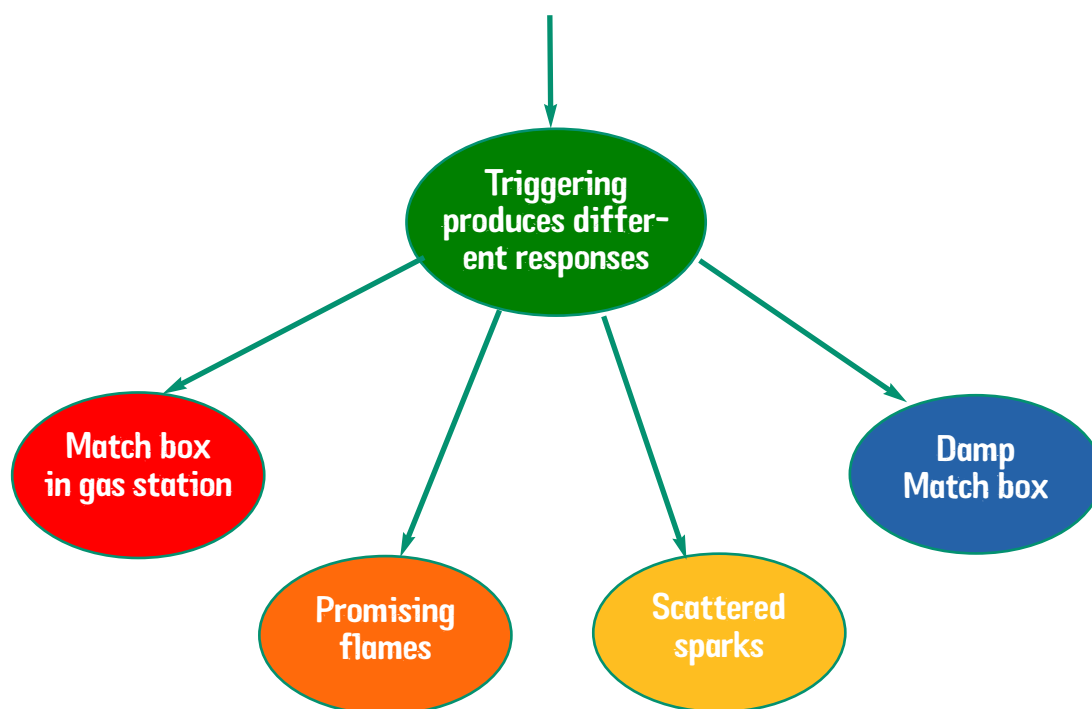 Triggering
produces differ-
ent responses
Match box
in gas station
Damp
Match box
Promising
flames
Scattered
sparks